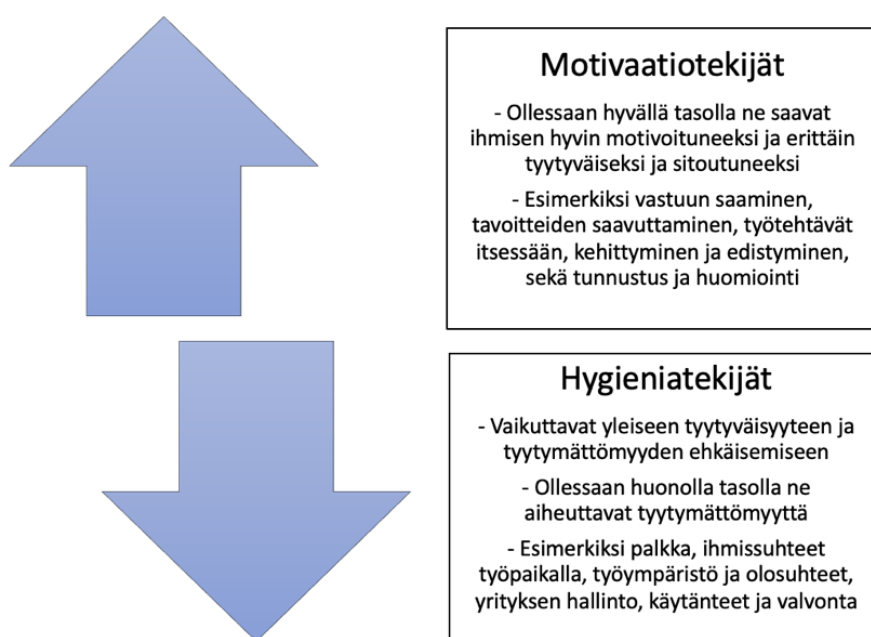 Motivaatiotekijät
- Ollessaan hyvällä tasolla ne saavat
ihmisen hyvin motivoituneeksi ja erittäin
tyytyväiseksi ja sitoutuneeksi
- Esimerkiksi vastuun saaminen,
tavoitteiden saavuttaminen, työtehtävät
itsessään, kehittyminen ja edistyminen,
sekä tunnustus ja huomiointi
Hygieniatekijät
- Vaikuttavat yleiseen tyytyväisyyteen ja
tyytymättömyyden ehkäisemiseen
- Ollessaan huonolla tasolla ne
aiheuttavat tyytymättömyyttä
- Esimerkiksi palkka, ihmissuhteet
työpaikalla, työympäristö ja olosuhteet,
yrityksen hallinto, käytänteet ja valvonta